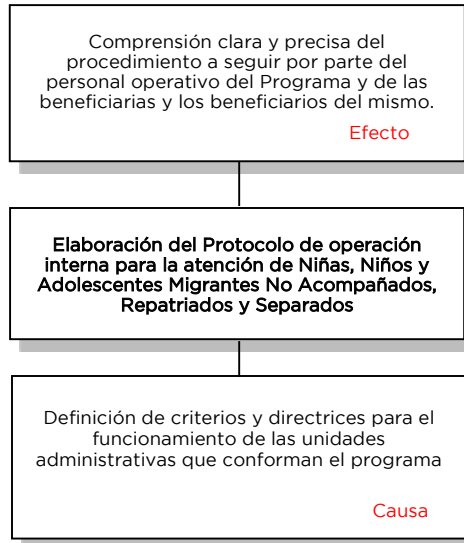 Comprensión clara y precisa del
procedimiento a seguir por parte del
personal operativo del Programa y de las
beneficiarias y los beneficiarios del mismo.
Efecto
Elaboración del Protocolo de operación
interna para la atención de Niñas, Niños y
Adolescentes Migrantes No Acompañados,
Repatriados y Separados
Definición de criterios y directrices para el
funcionamiento de las unidades
administrativas que conforman el programa
Causa